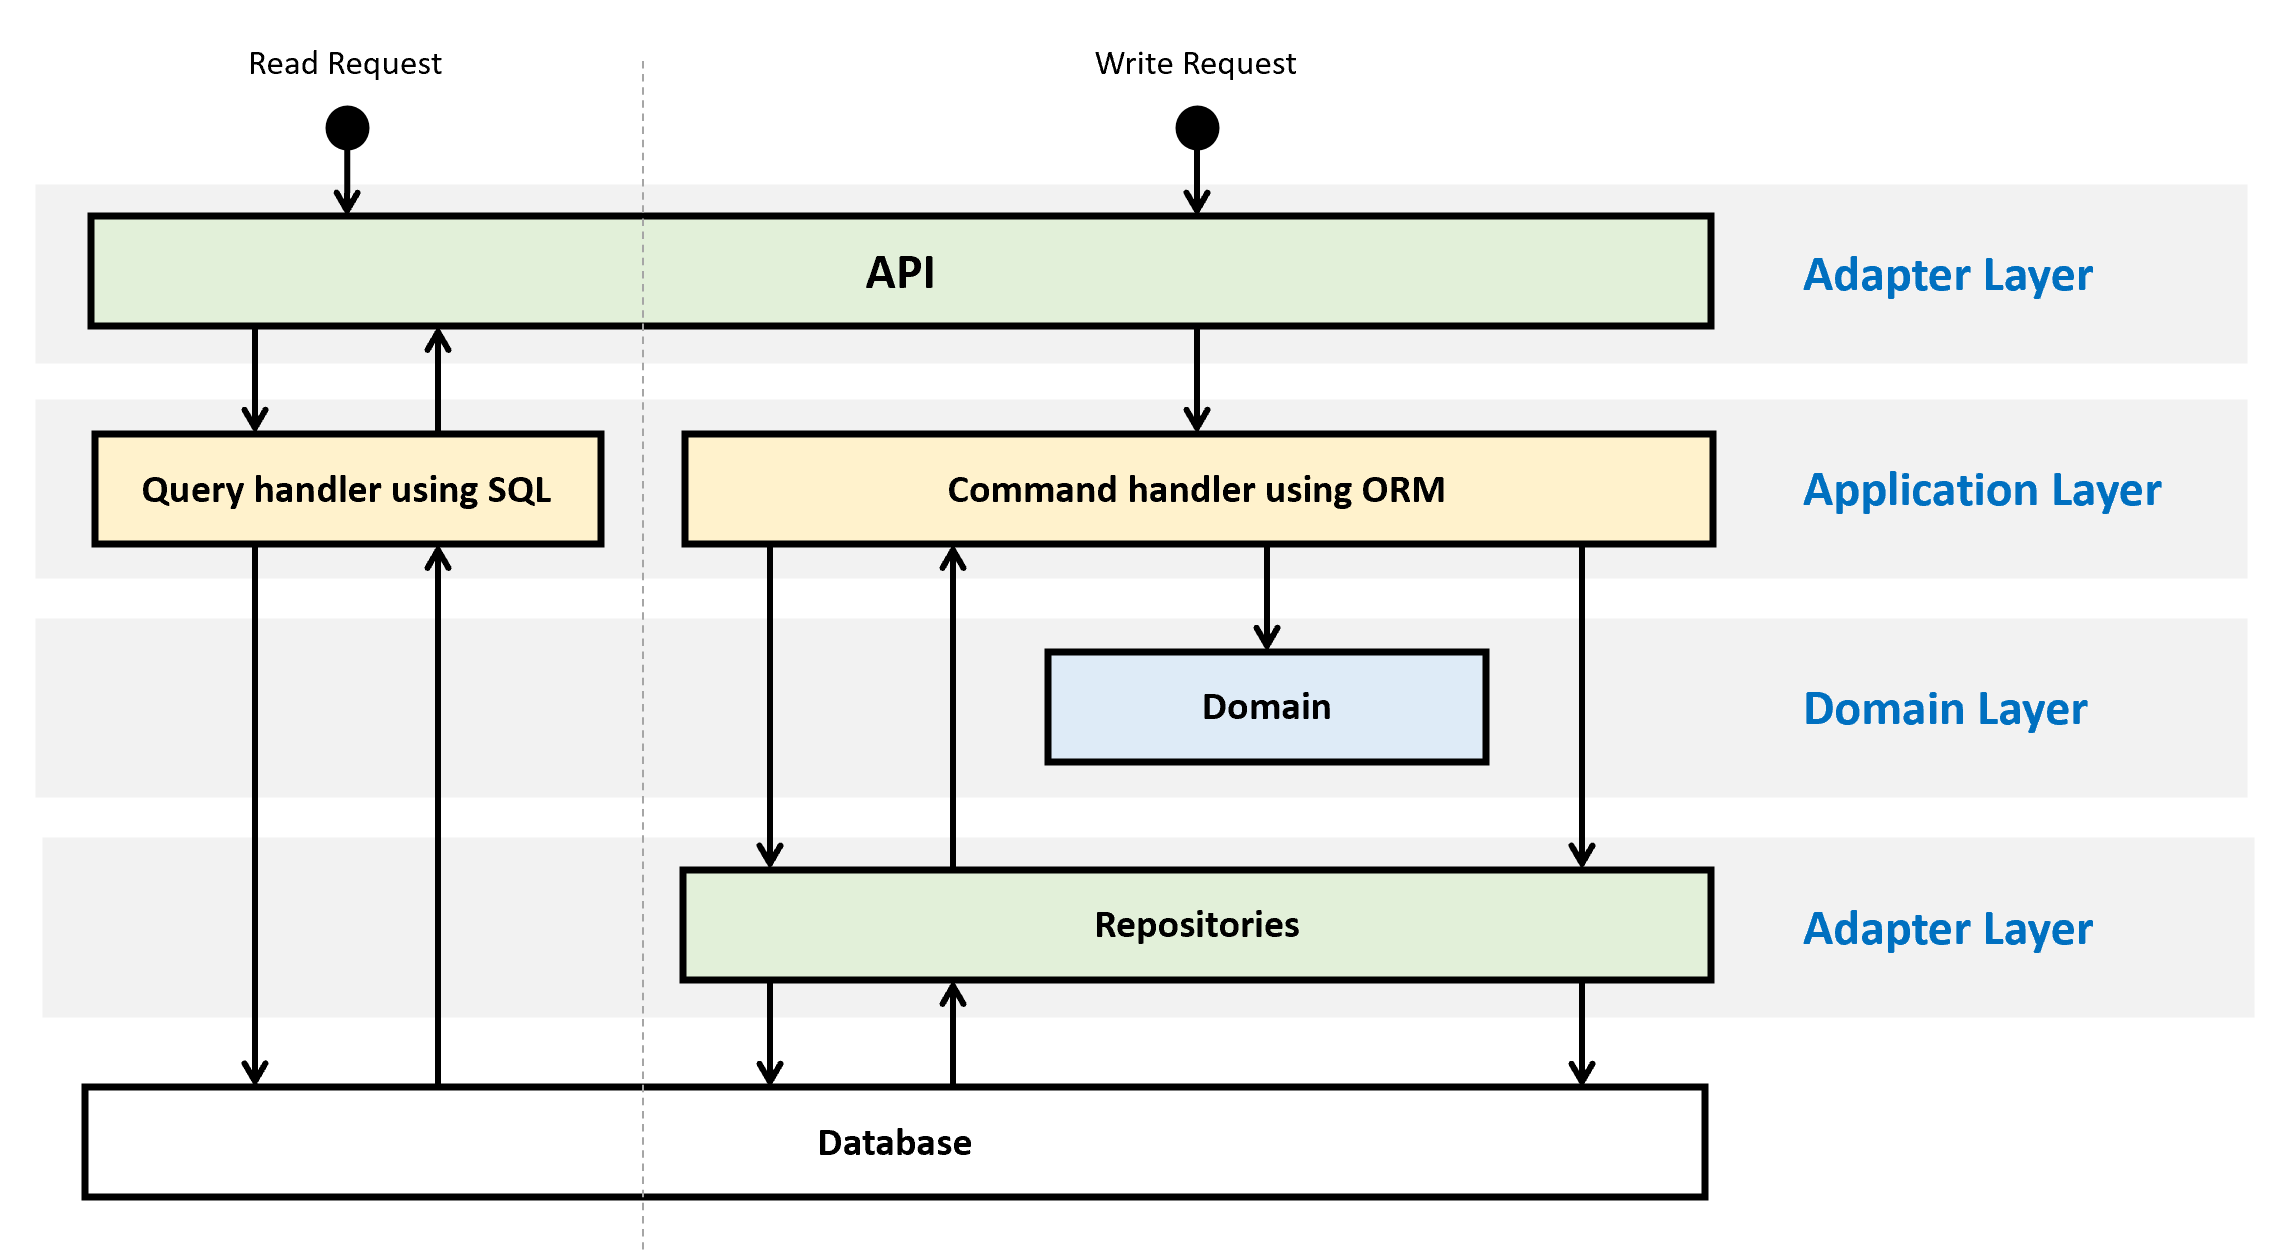 Read Request
Write Request
API
Adapter Layer
Query handler using SQL
Command handler using ORM
Application Layer
Domain
Domain Layer
Repositories
Adapter Layer
Database